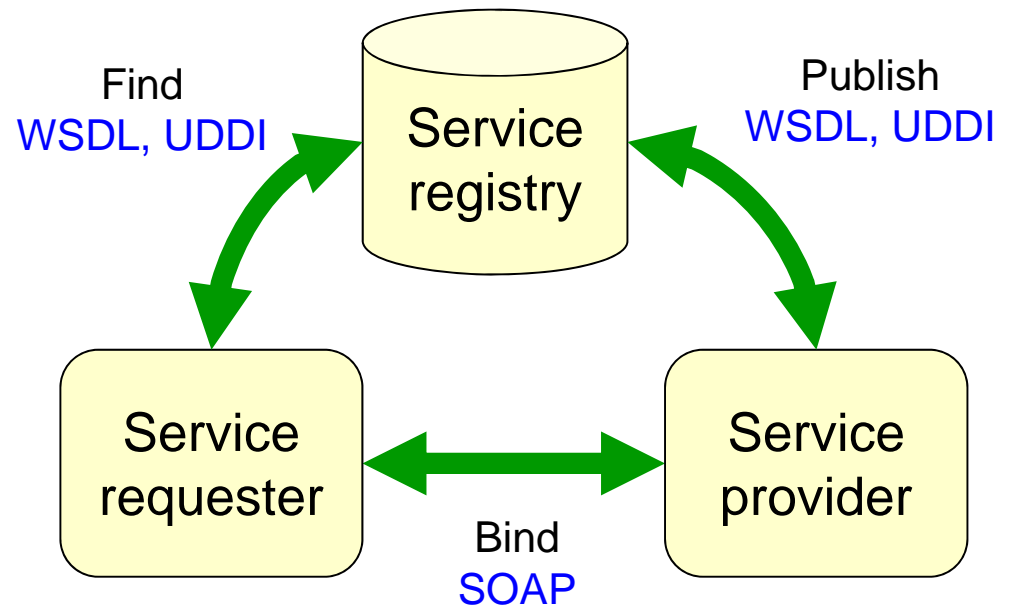 Find
WSDL, UDDI
Publish
WSDL, UDDI
Service
registry
Service
requester
Service
provider
Bind
SOAP